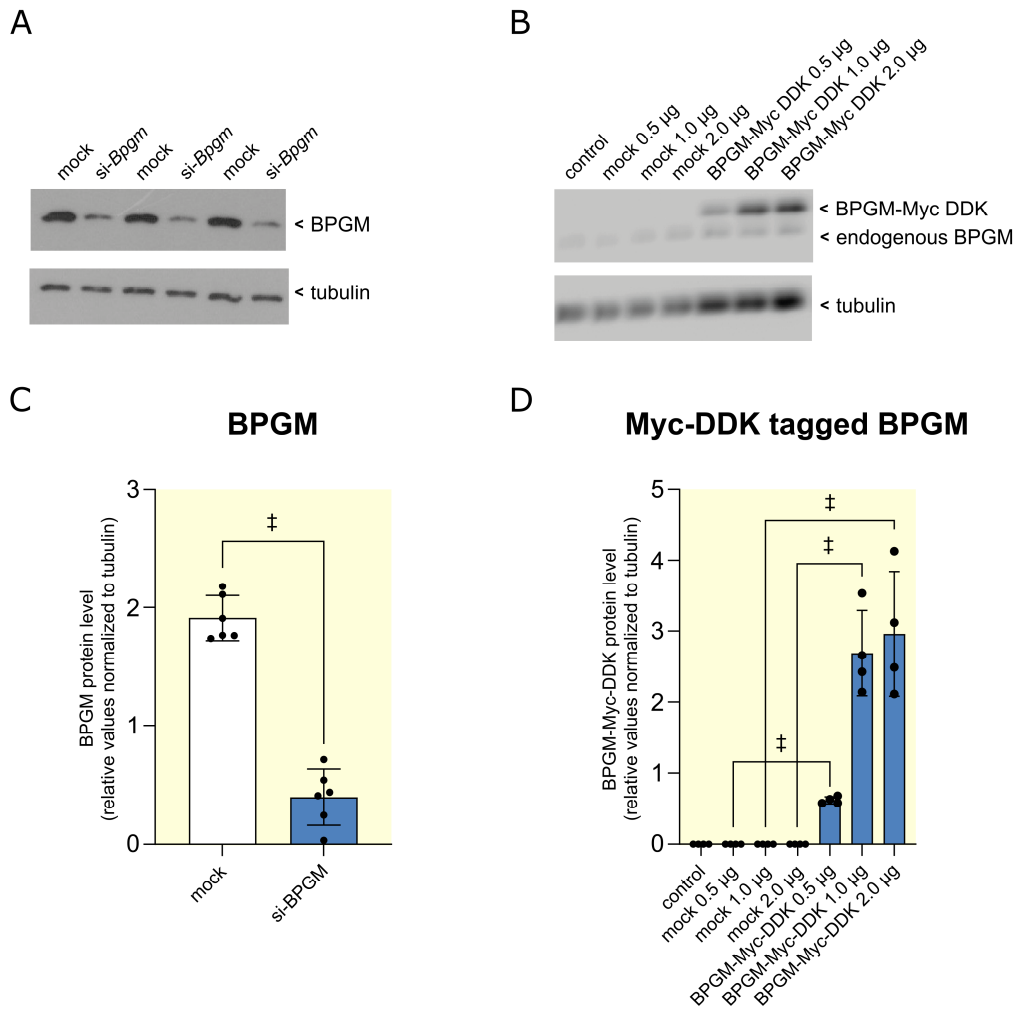 A
mock
si-Bpgm
mock
si-Bpgm
mock
si-Bpgm
< BPGM
< tubulin
B
control
mock 0.5 µg
mock 1.0 µg
mock 2.0 µg
BPGM-Myc DDK 0.5 µg
BPGM-Myc DDK 1.0 µg
BPGM-Myc DDK 2.0 µg
< BPGM-Myc DDK
< endogenous BPGM
< tubulin
C
BPGM
BPGM protein level
(relative values normalized to tubulin)
3
2
1
0
‡
mock
si-BPGM
D
Myc-DDK tagged BPGM
BPGM-Myc-DDK protein level
(relative values normalized to tubulin)
5
4
3
2
1
0
‡
‡
‡
control
mock 0.5 µg
mock 1.0 µg
mock 2.0 µg
BPGM-Myc-DDK 0.5 µg
BPGM-Myc-DDK 1.0 µg
BPGM-Myc-DDK 2.0 µg